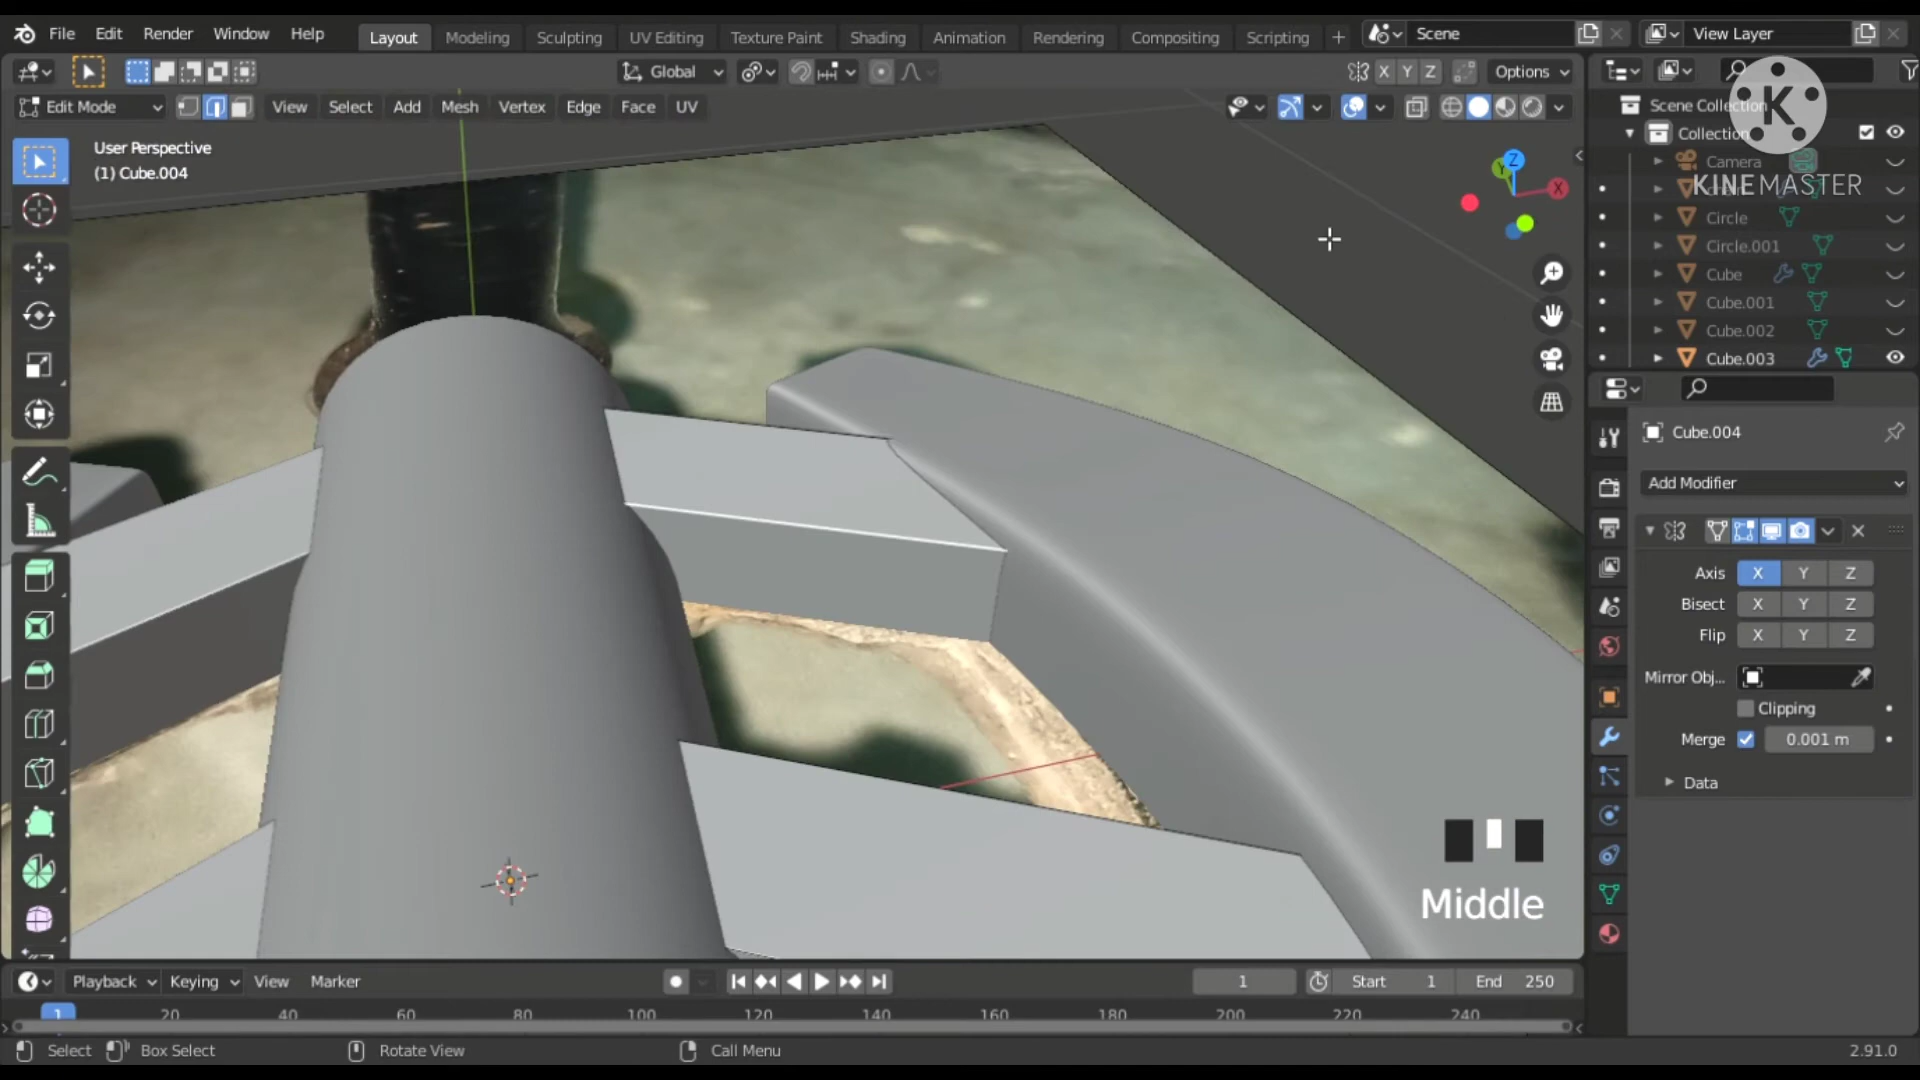 File Edit Render Window Help
Layout Modeling Sculpting UV Editing Texture Paint Shading Animation Rendering Compositing Scripting +
Scene
View Layer
Global
X Y Z
Options
Edit Mode
View Select Add Mesh Vertex Edge Face UV
User Perspective
(1) Cube.004
Z
Y
X
Scene Collection
Collection
Camera
Circle
Circle.001
Cube
Cube.001
Cube.002
Cube.003
K
KINEMASTER
Cube.004
Add Modifier
Axis X Y Z
Bisect X Y Z
Flip X Y Z
Mirror Obj...
Clipping
Merge 0.001 m
Data
Middle
Playback Keying View Marker
1
Start 1
End 250
1 20 40 60 80 100 120 140 160 180 200 220 240
Select Box Select Rotate View Call Menu
2.91.0